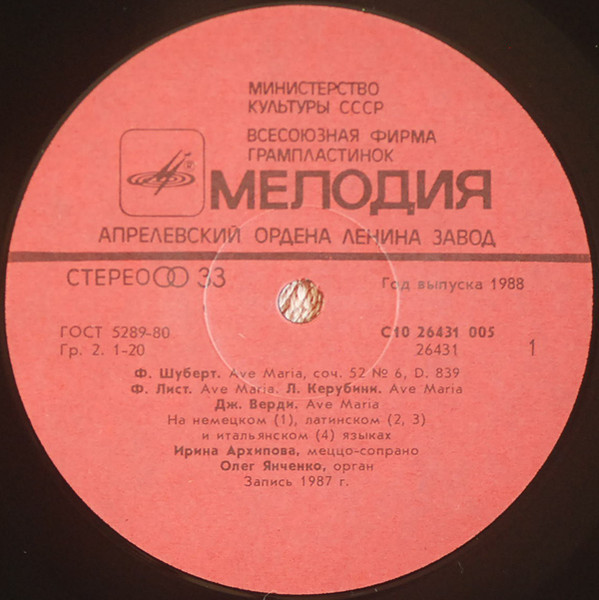 МИНИСТЕРСТВО
КУЛЬТУРЫ СССР
ВСЕСОЮЗНАЯ ФИРМА
ГРАМПЛАСТИНОК
МЕЛОДИЯ
АПРЕЛЕВСКИЙ ОРДЕНА ЛЕНИНА ЗАВОД
СТЕРЕО 33
Год выпуска 1988
ГОСТ 5289-80
С10 26431 005
Гр. 2. 1-20
26431
1
Ф. Шуберт. Ave Maria, соч. 52 № 6, D. 839
Ф. Лист. Ave Maria. Л. Керубини. Ave Maria
Дж. Верди. Ave Maria
На немецком (1), латинском (2, 3)
и итальянском (4) языках
Ирина Архипова, меццо-сопрано
Олег Янченко, орган
Запись 1987 г.